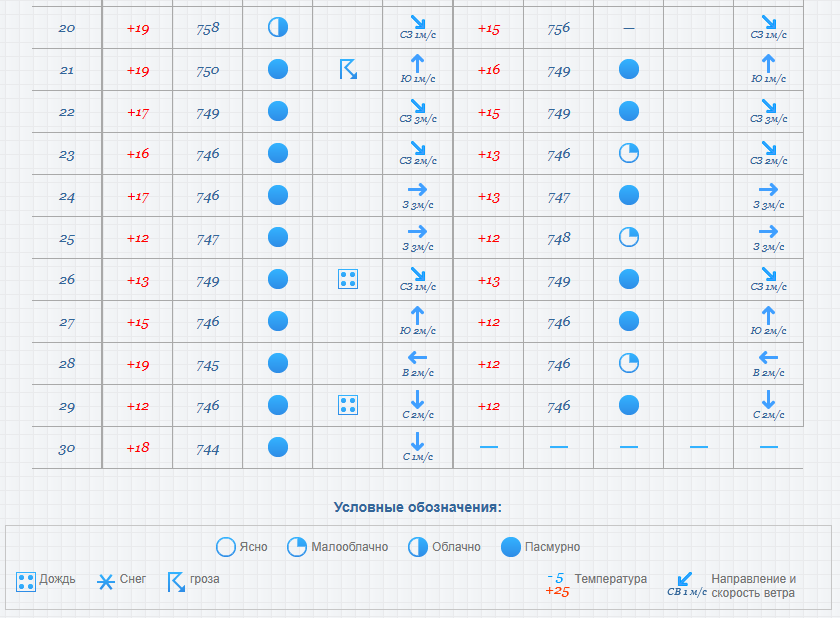 20 +19 758 СЗ 1м/с +15 756 — СЗ 1м/с
21 +19 750 Ю 1м/с +16 749 Ю 1м/с
22 +17 749 СЗ 3м/с +15 749 СЗ 3м/с
23 +16 746 СЗ 2м/с +13 746 СЗ 2м/с
24 +17 746 З 3м/с +13 747 З 3м/с
25 +12 747 З 3м/с +12 748 З 3м/с
26 +13 749 СЗ 1м/с +13 749 СЗ 1м/с
27 +15 746 Ю 2м/с +12 746 Ю 2м/с
28 +19 745 В 2м/с +12 746 В 2м/с
29 +12 746 С 2м/с +12 746 С 2м/с
30 +18 744 С 1м/с — — — — —
Условные обозначения:
Ясно Малооблачно Облачно Пасмурно
Дождь Снег гроза -5 +25 Температура СВ 1 м/с Направление и
скорость ветра